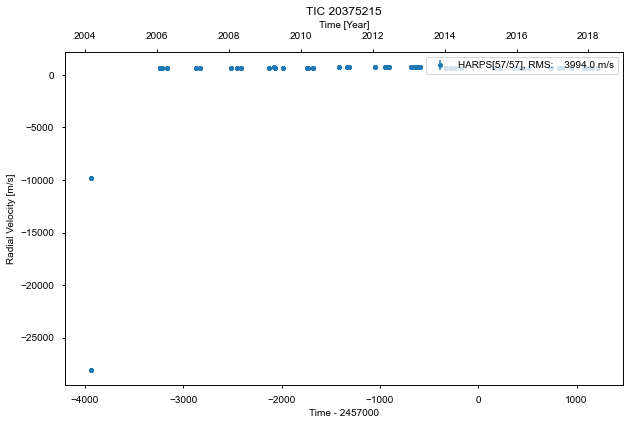 TIC 20375215
Time [Year]
2004 2006 2008 2010 2012 2014 2016 2018
HARPS[57/57], RMS: 3994.0 m/s
0
−5000
−10000
−15000
−20000
−25000
Radial Velocity [m/s]
−4000 −3000 −2000 −1000 0 1000
Time - 2457000